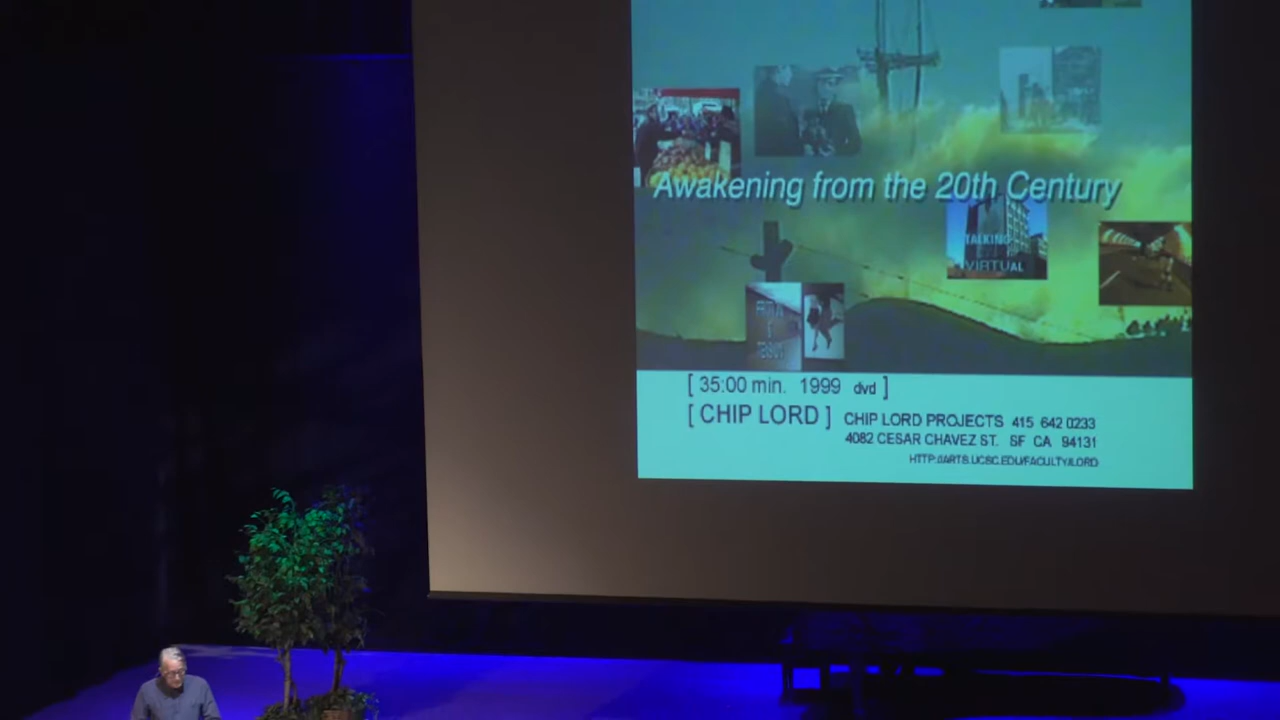 Awakening from the 20th Century
TALKING
VIRTUAL
[ 35:00 min. 1999 dvd ]
[ CHIP LORD ] CHIP LORD PROJECTS 415 642 0233
4082 CESAR CHAVEZ ST. SF CA 94131
HTTP://ARTS.UCSC.EDU/FACULTY/LORD